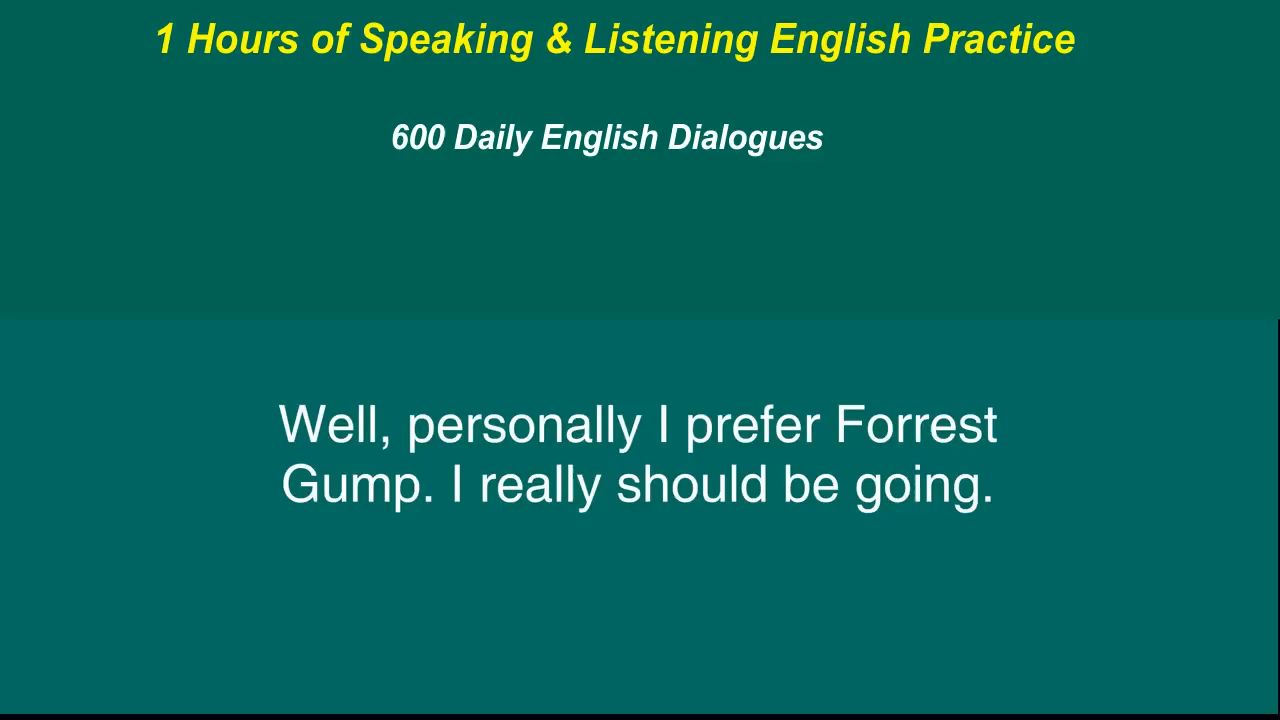 1 Hours of Speaking & Listening English Practice
600 Daily English Dialogues
Well, personally I prefer Forrest
Gump. I really should be going.